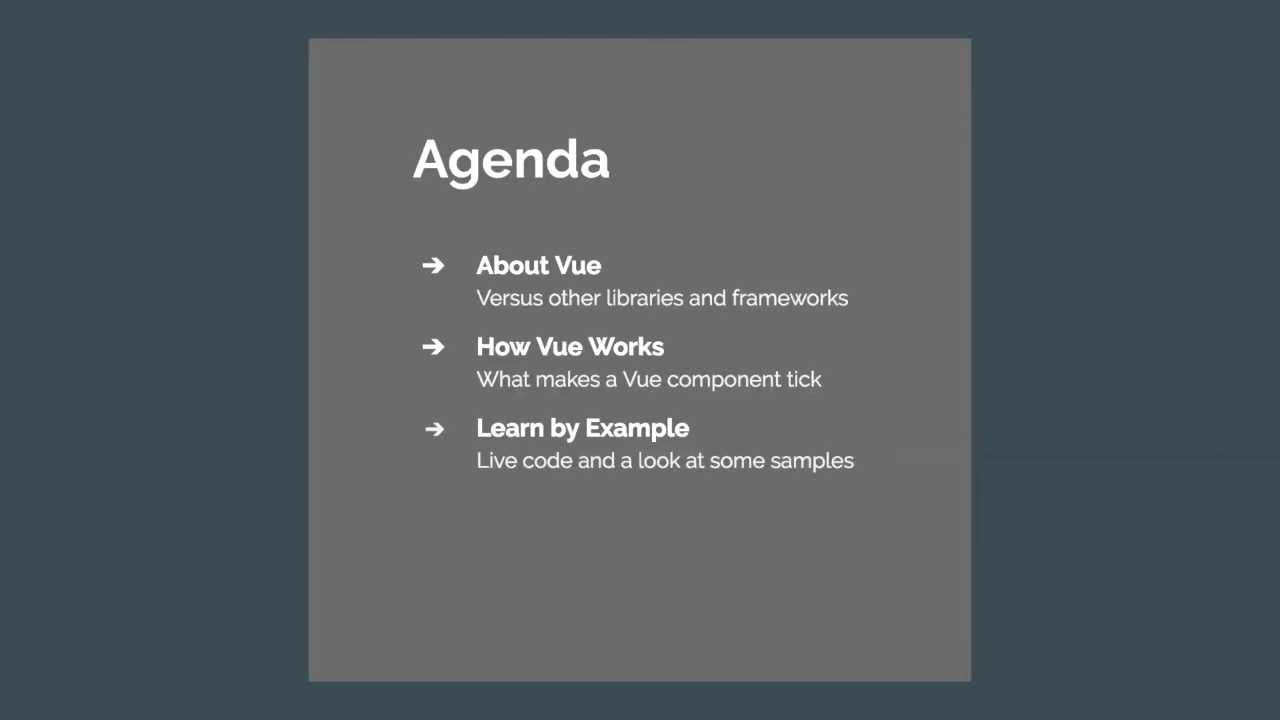 Agenda
➔ About Vue
Versus other libraries and frameworks
➔ How Vue Works
What makes a Vue component tick
➔ Learn by Example
Live code and a look at some samples